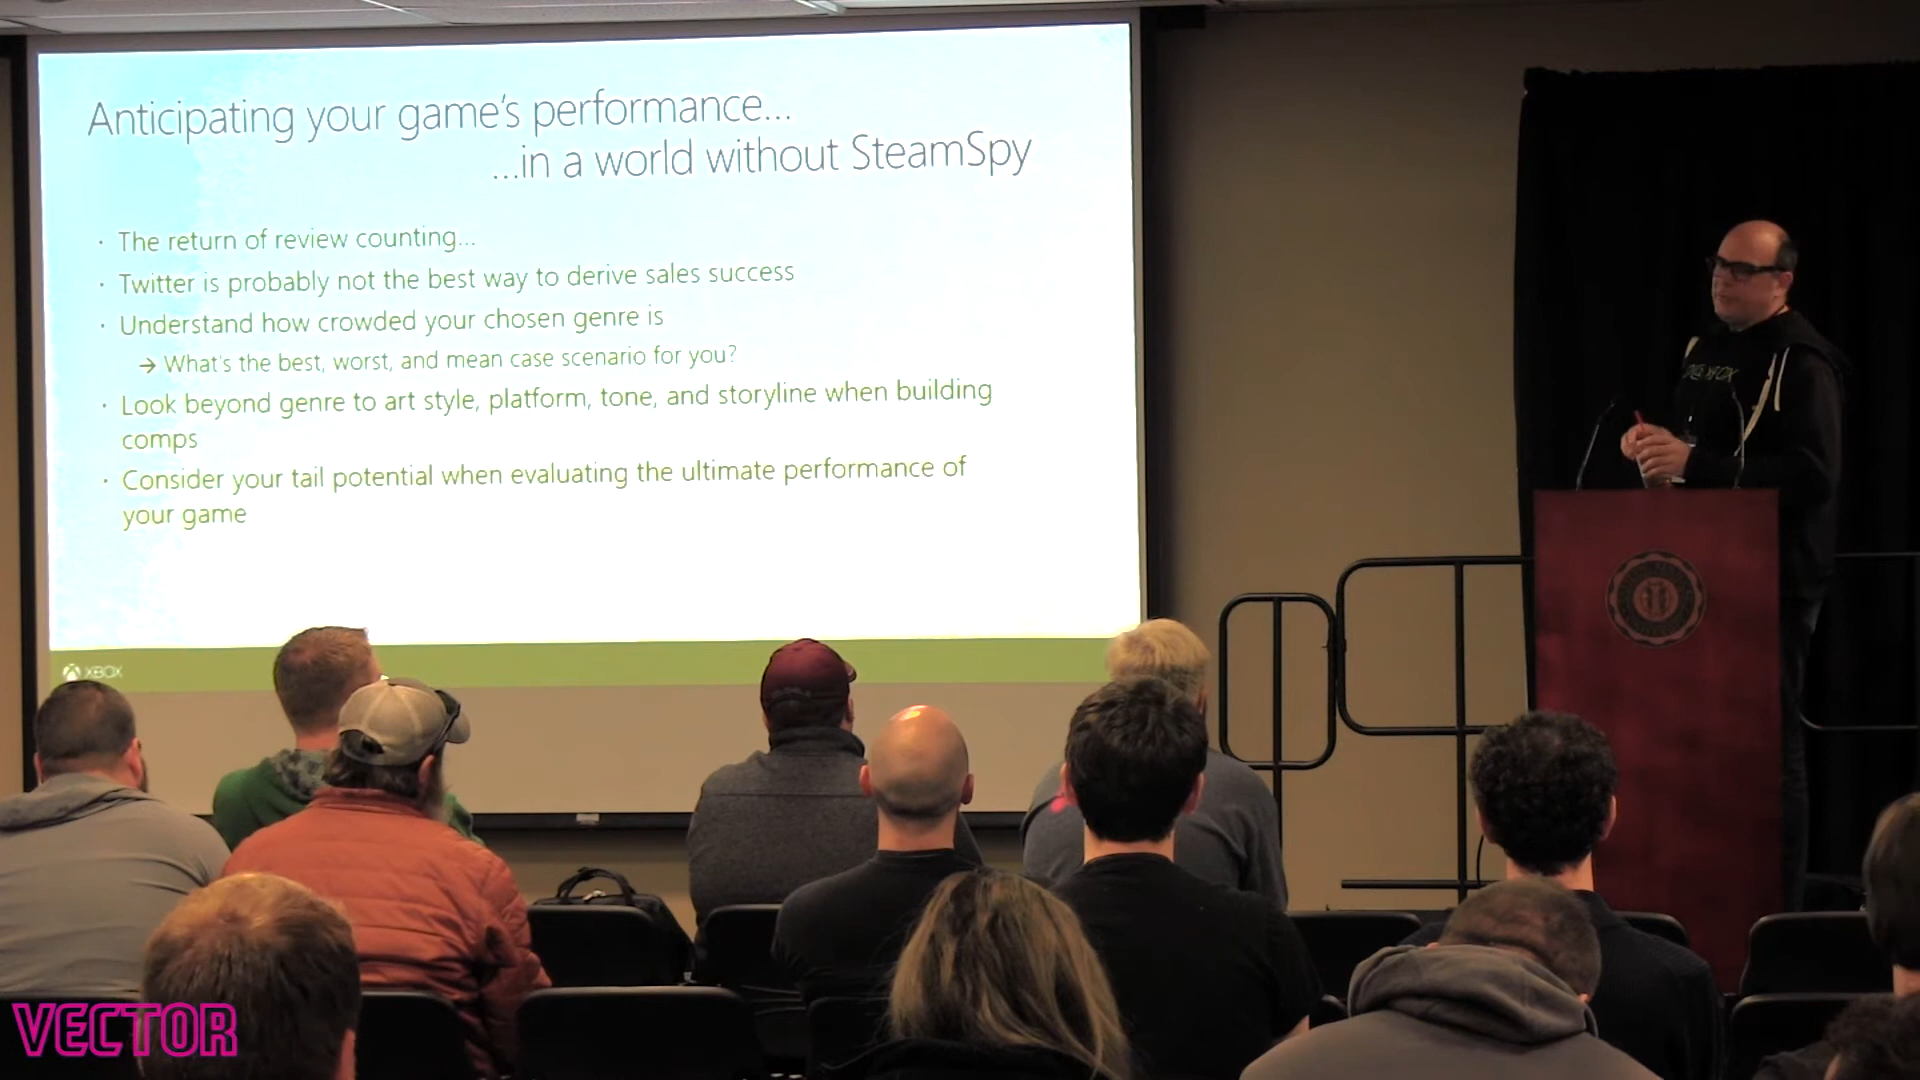 Anticipating your game's performance...
...in a world without SteamSpy
· The return of review counting...
· Twitter is probably not the best way to derive sales success
· Understand how crowded your chosen genre is
→ What's the best, worst, and mean case scenario for you?
· Look beyond genre to art style, platform, tone, and storyline when building
comps
· Consider your tail potential when evaluating the ultimate performance of
your game
XBOX
VECTOR